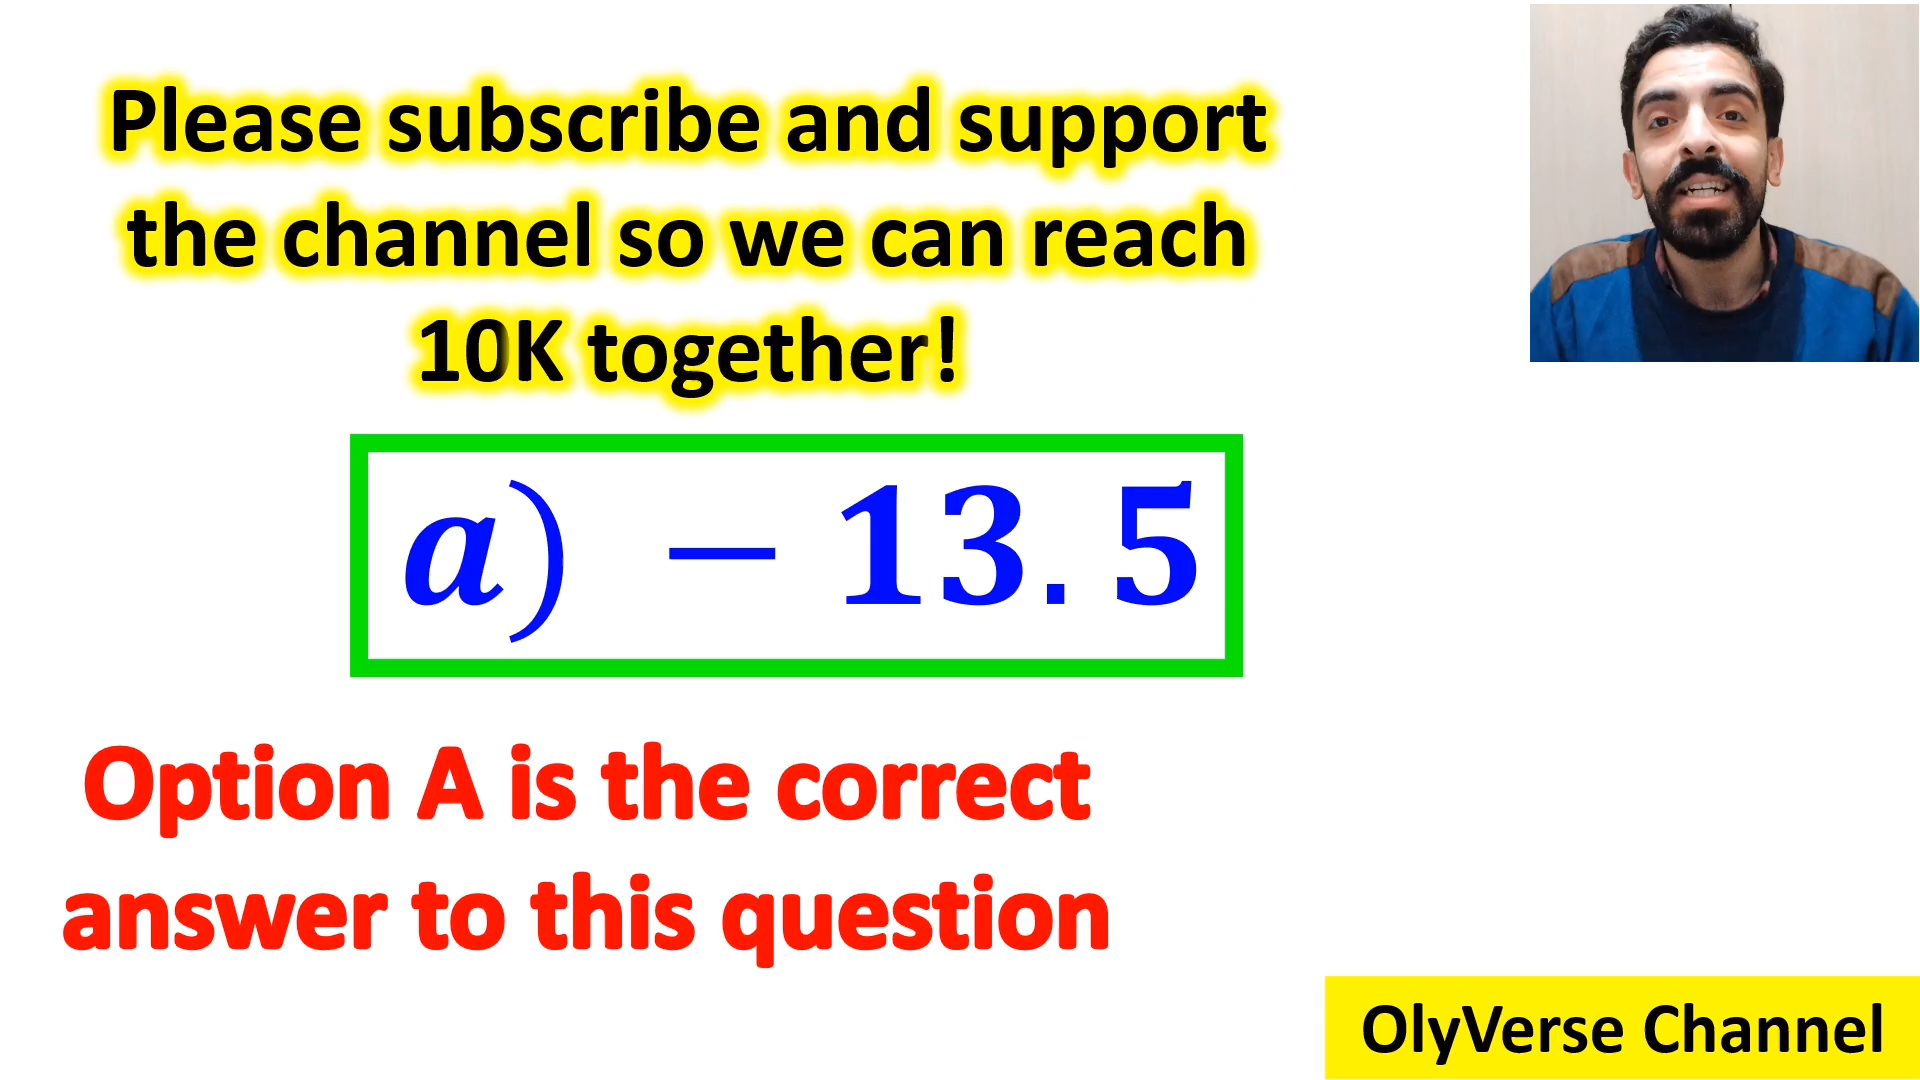 Please subscribe and support
the channel so we can reach
10K together!
a) − 13.5
Option A is the correct
answer to this question
OlyVerse Channel